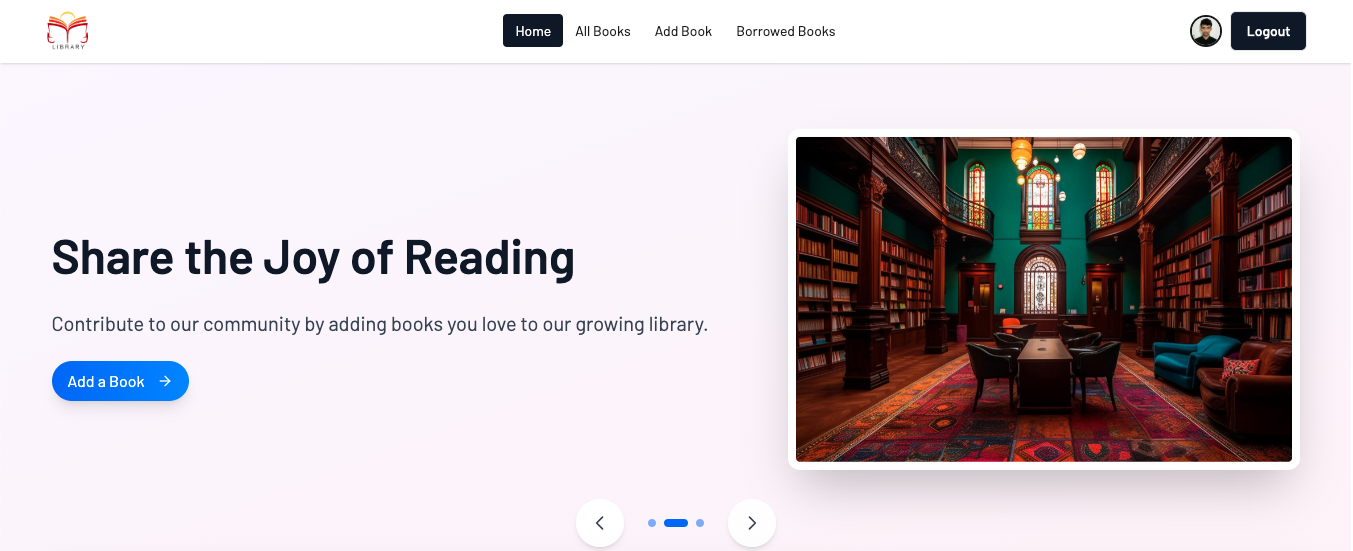 LIBRARY
Home
All Books
Add Book
Borrowed Books
Logout
Share the Joy of Reading
Contribute to our community by adding books you love to our growing library.
Add a Book